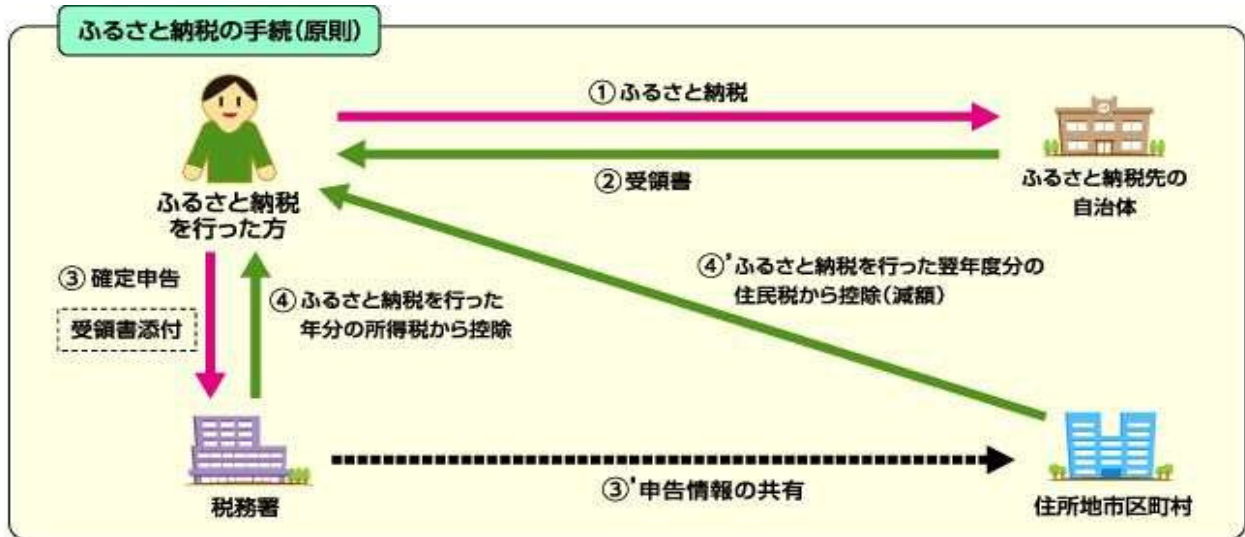 ふるさと納税の手続(原則)
①ふるさと納税
②受領書
ふるさと納税先の
自治体
ふるさと納税
を行った方
③確定申告
受領書添付
④ふるさと納税を行った
年分の所得税から控除
④'ふるさと納税を行った翌年度分の
住民税から控除(減額)
税務署
③'申告情報の共有
住所地市区町村